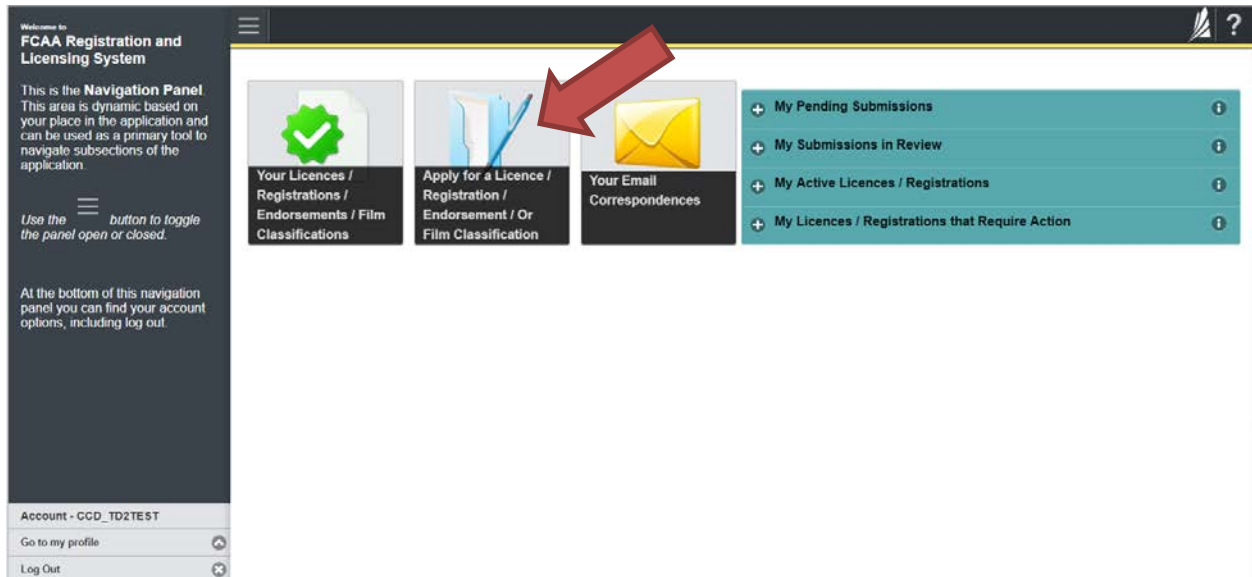 Welcome to
FCAA Registration and
Licensing System
This is the Navigation Panel.
This area is dynamic based on
your place in the application and
can be used as a primary tool to
navigate subsections of the
application.
Use the button to toggle
the panel open or closed.
At the bottom of this navigation
panel you can find your account
options, including log out.
Account - CCD_TD2TEST
Go to my profile
Log Out
?
Your Licences /
Registrations /
Endorsements / Film
Classifications
Apply for a Licence /
Registration /
Endorsement / Or
Film Classification
Your Email
Correspondences
My Pending Submissions
My Submissions in Review
My Active Licences / Registrations
My Licences / Registrations that Require Action